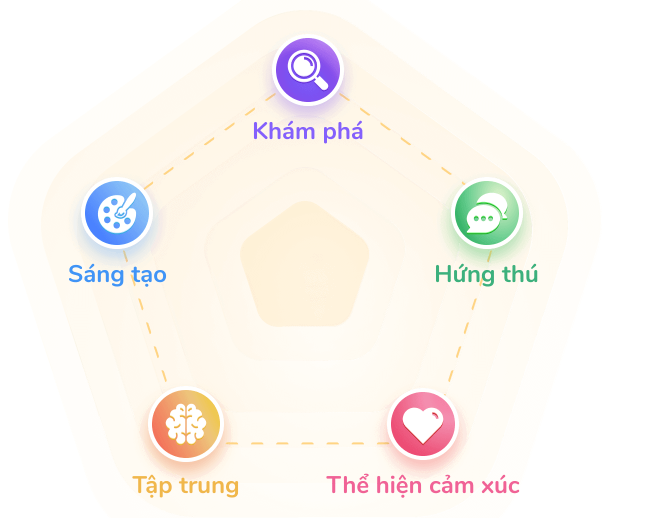 Khám phá
Sáng tạo
Hứng thú
Tập trung
Thể hiện cảm xúc